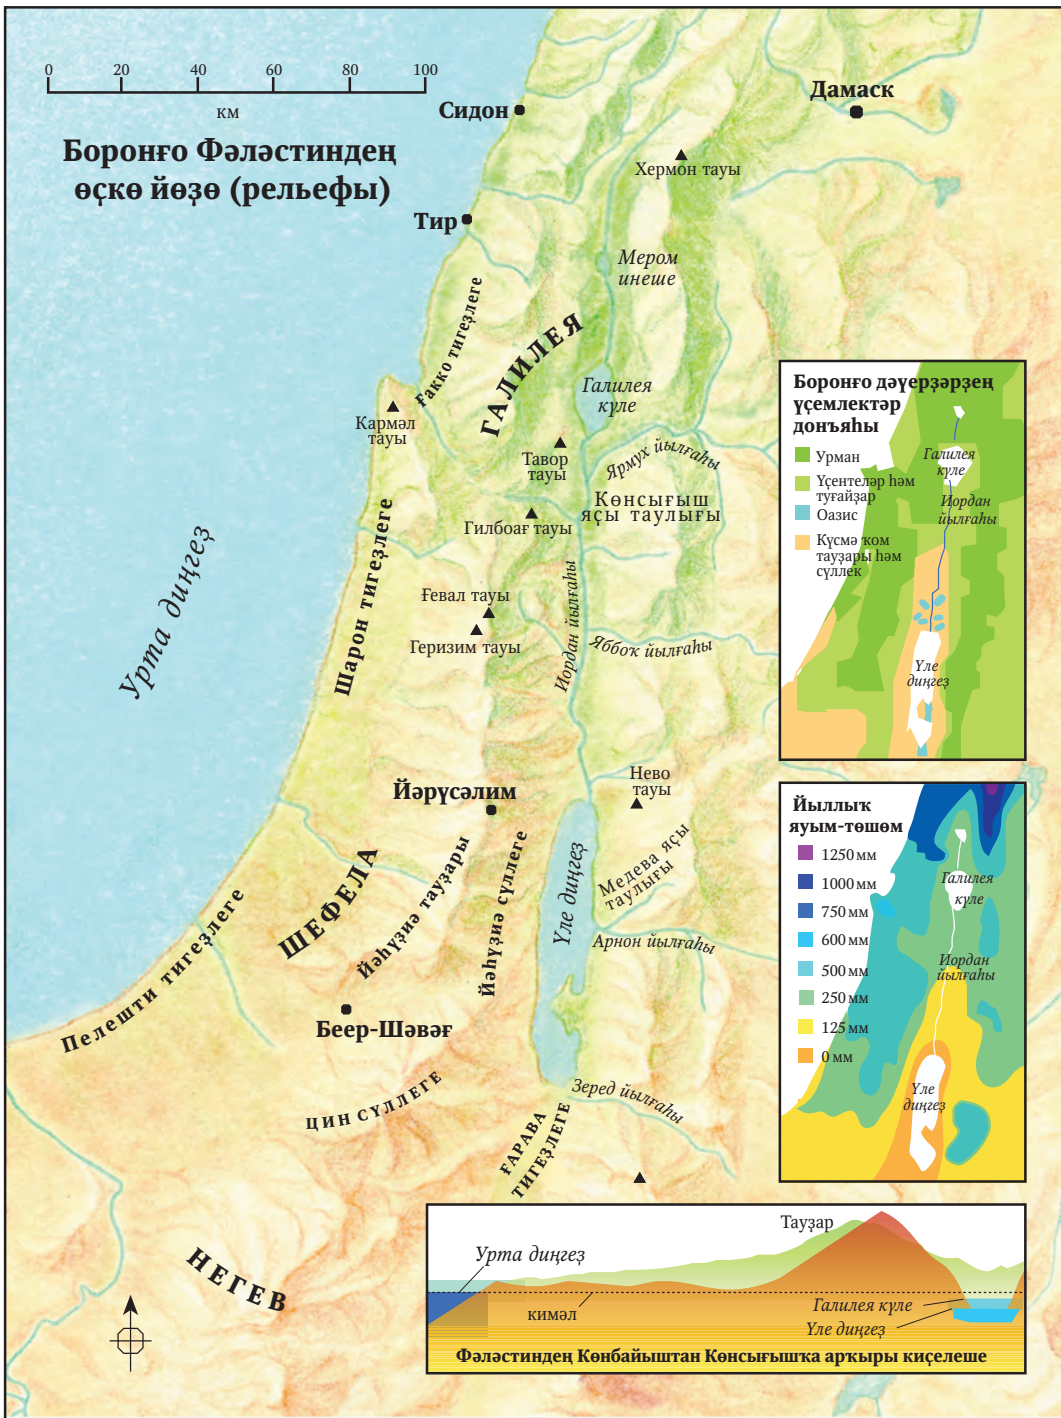 0 20 40 60 80 100
км
Боронғо Фәләстиндең
өҫкө йөҙө (рельефы)
Сидон
Дамаск
Хермон тауы
Тир
Мером
инеше
Ғакко тигеҙлеге
ГАЛИЛЕЯ
Галилея
күле
Кармәл
тауы
Тавор
тауы
Ярмух йылғаһы
Көнсығыш
яҫы таулығы
Гилбоағ тауы
Шарон тигеҙлеге
Урта диңгеҙ
Ғевал тауы
Геризим тауы
Иордан йылғаһы
Яббоҡ йылғаһы
Йәрүсәлим
Нево
тауы
ШЕФЕЛА
Йәһүҙиә тауҙары
Йәһүҙиә сүллеге
Үле диңгеҙ
Медева яҫы
таулығы
Арнон йылғаһы
Пелешти тигеҙлеге
Беер-Шәвәғ
ЦИН СҮЛЛЕГЕ
Зеред йылғаһы
ҒАРАВА
ТИГЕҘЛЕГЕ
НЕГЕВ
Боронғо дәүерҙәрҙең
үҫемлектәр
донъяһы
Урман
Үҫентеләр һәм
туғайҙар
Оазис
Күсмә ҡом
тауҙары һәм
сүллек
Галилея
күле
Иордан
йылғаһы
Үле
диңгеҙ
Йыллыҡ
яуым-төшөм
1250 мм
1000 мм
750 мм
600 мм
500 мм
250 мм
125 мм
0 мм
Галилея
күле
Иордан
йылғаһы
Үле
диңгеҙ
Тауҙар
Урта диңгеҙ
кимәл
Галилея күле
Үле диңгеҙ
Фәләстиндең Көнбайыштан Көнсығышҡа арҡыры киҫелеше